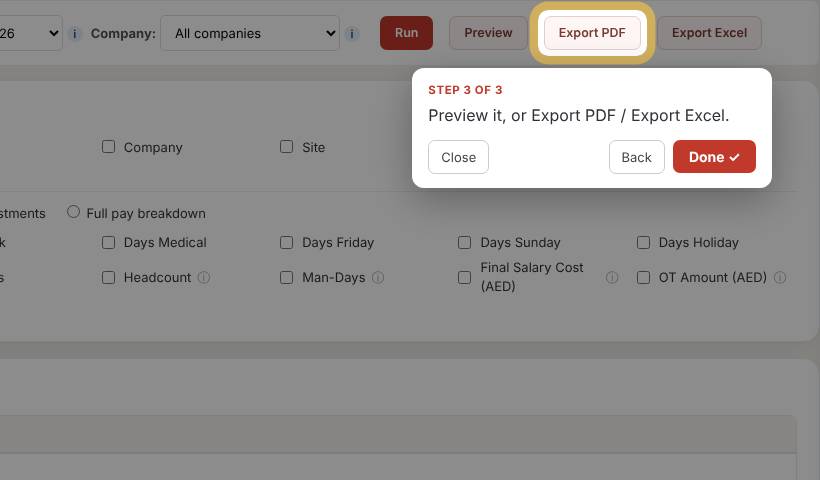 26
Company:
All companies
Run
Preview
Export PDF
Export Excel
STEP 3 OF 3
Preview it, or Export PDF / Export Excel.
Close
Back
Done ✓
Company
Site
stments
Full pay breakdown
k
Days Medical
Days Friday
Days Sunday
Days Holiday
s
Headcount
Man-Days
Final Salary Cost
(AED)
OT Amount (AED)